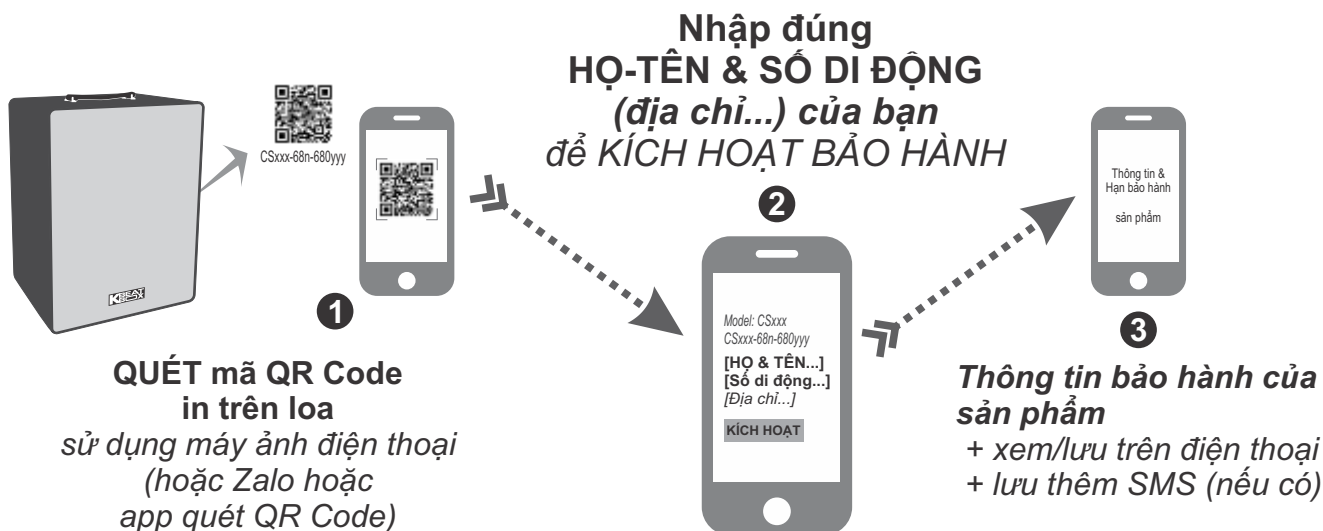 Nhập đúng
HỌ-TÊN & SỐ DI ĐỘNG
(địa chỉ...) của bạn
để KÍCH HOẠT BẢO HÀNH
CSxxx-68n-680yyy
KBEATBOX
1
QUÉT mã QR Code
in trên loa
sử dụng máy ảnh điện thoại
(hoặc Zalo hoặc
app quét QR Code)
2
Model: CSxxx
CSxxx-68n-680yyy
[HỌ & TÊN...]
[Số di động...]
[Địa chỉ...]
KÍCH HOẠT
Thông tin &
Hạn bảo hành
sản phẩm
3
Thông tin bảo hành của
sản phẩm
+ xem/lưu trên điện thoại
+ lưu thêm SMS (nếu có)